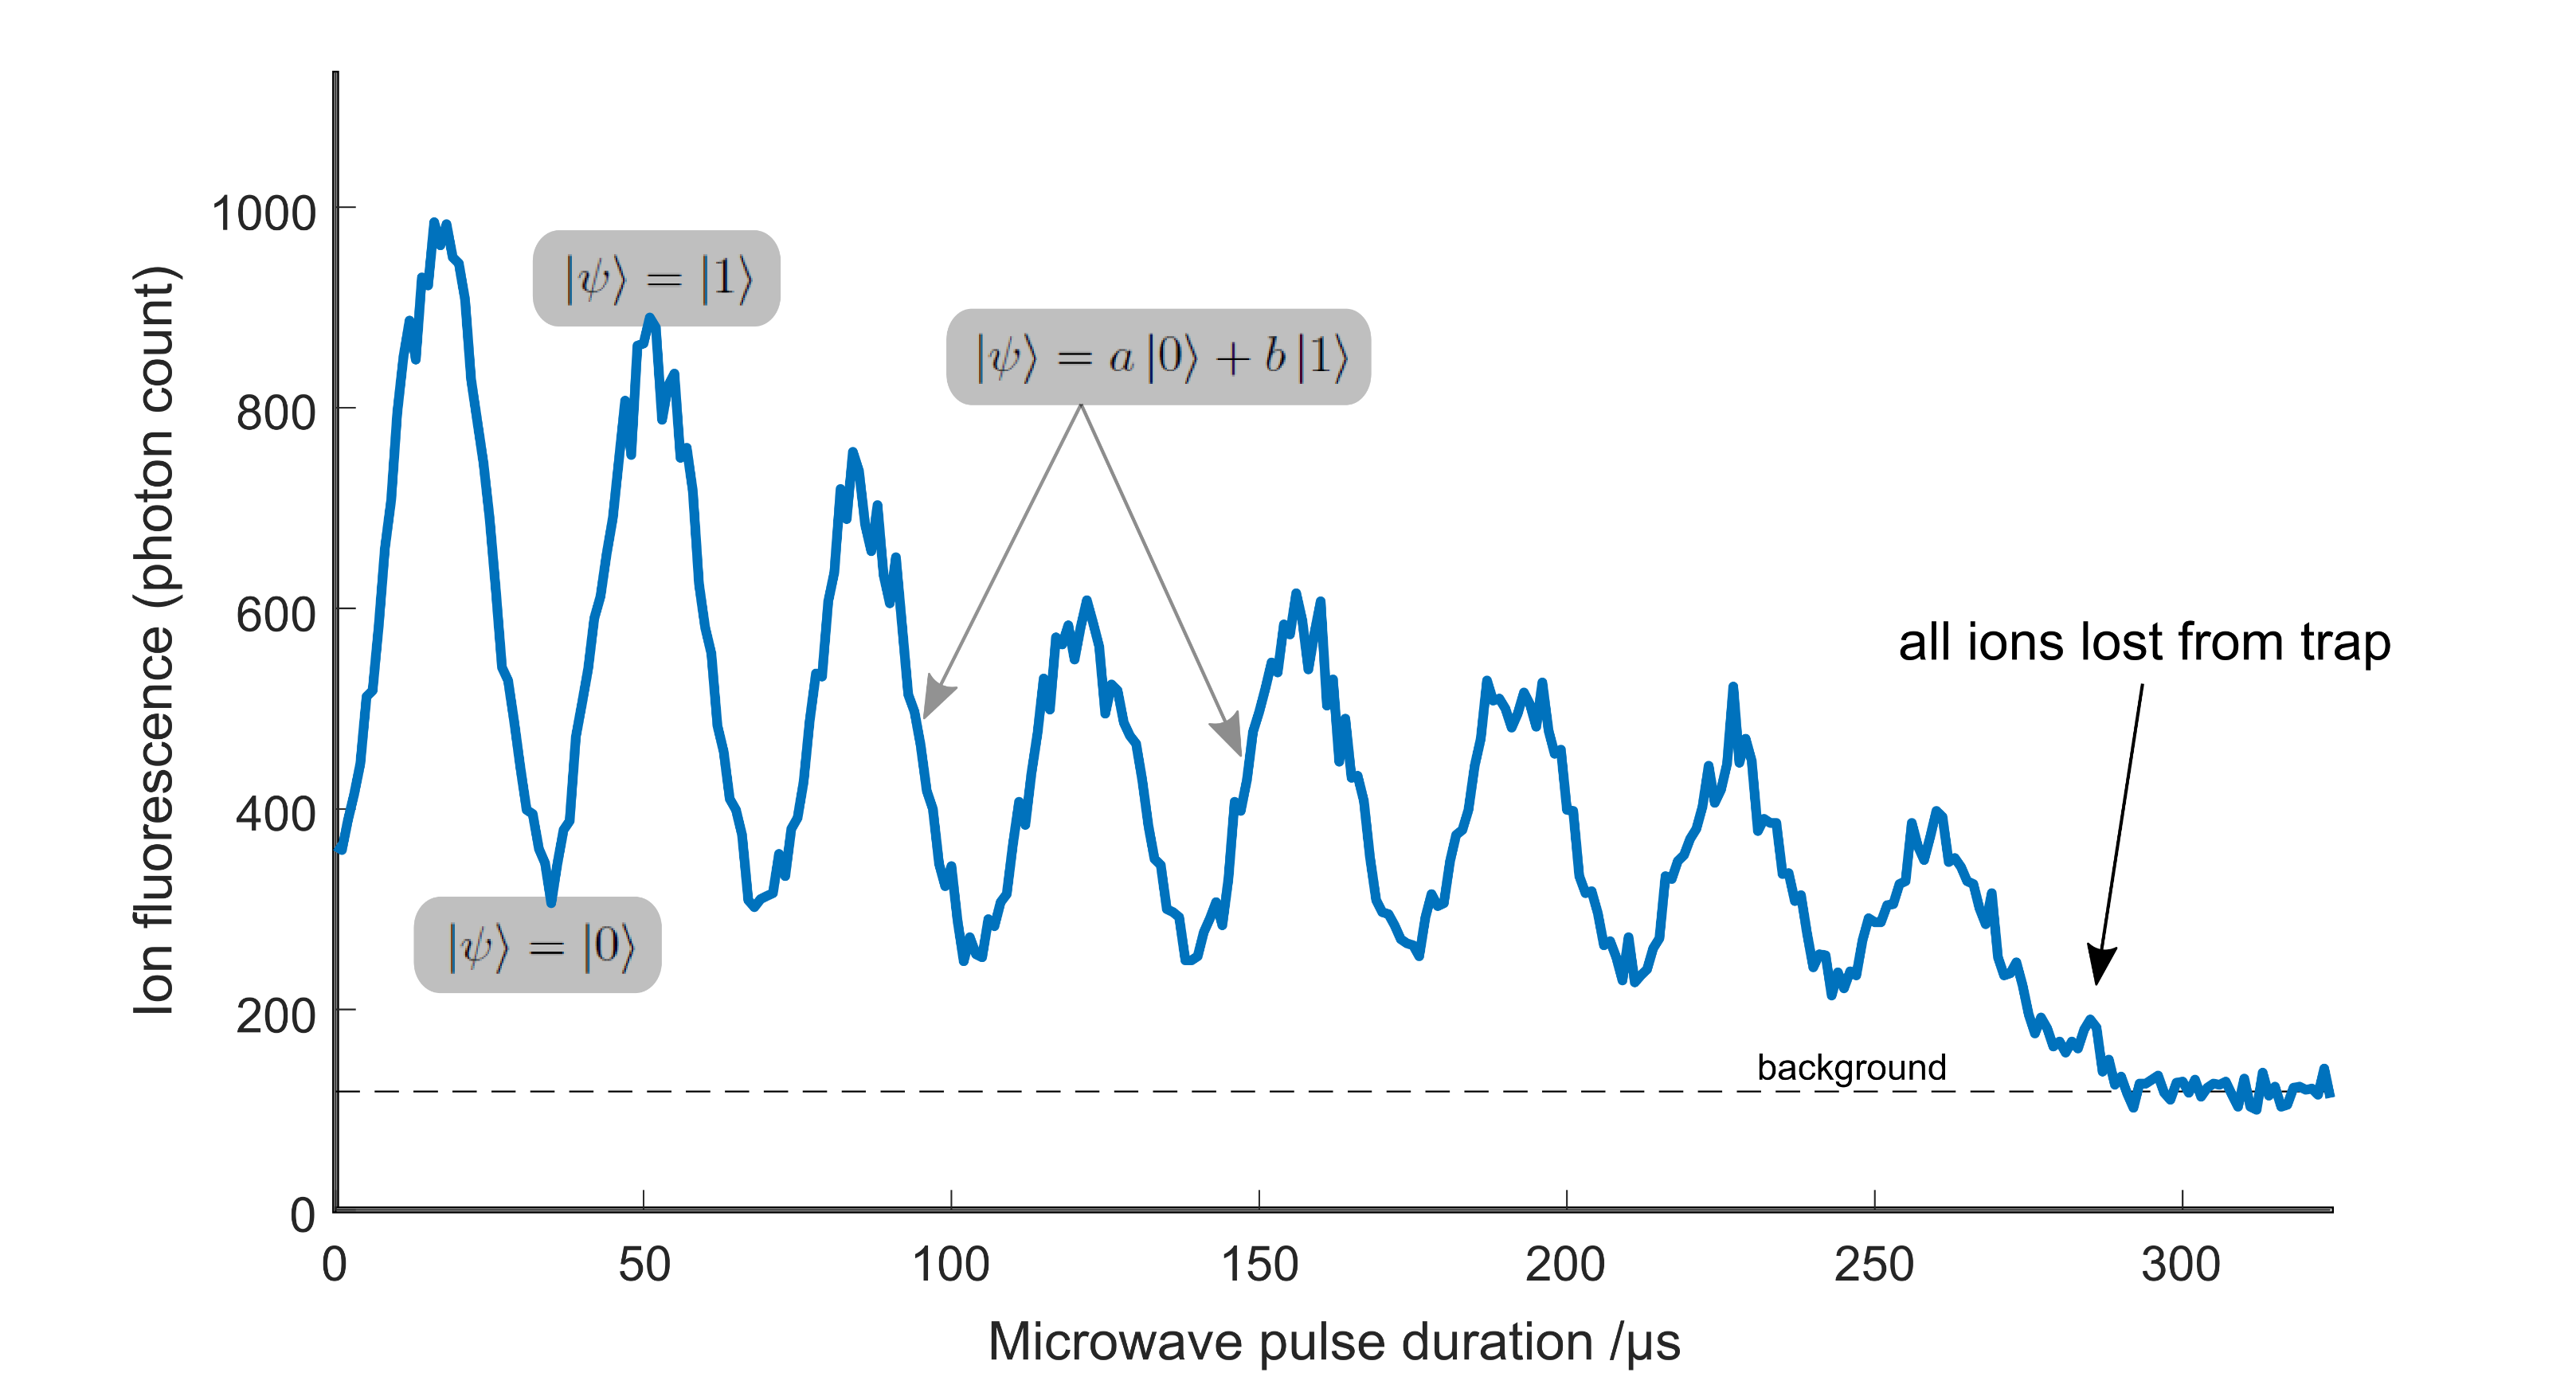 Ion fluorescence (photon count)
1000
800
600
400
200
0
|ψ⟩ = |1⟩
|ψ⟩ = a |0⟩ + b |1⟩
|ψ⟩ = |0⟩
all ions lost from trap
background
0 50 100 150 200 250 300
Microwave pulse duration /µs